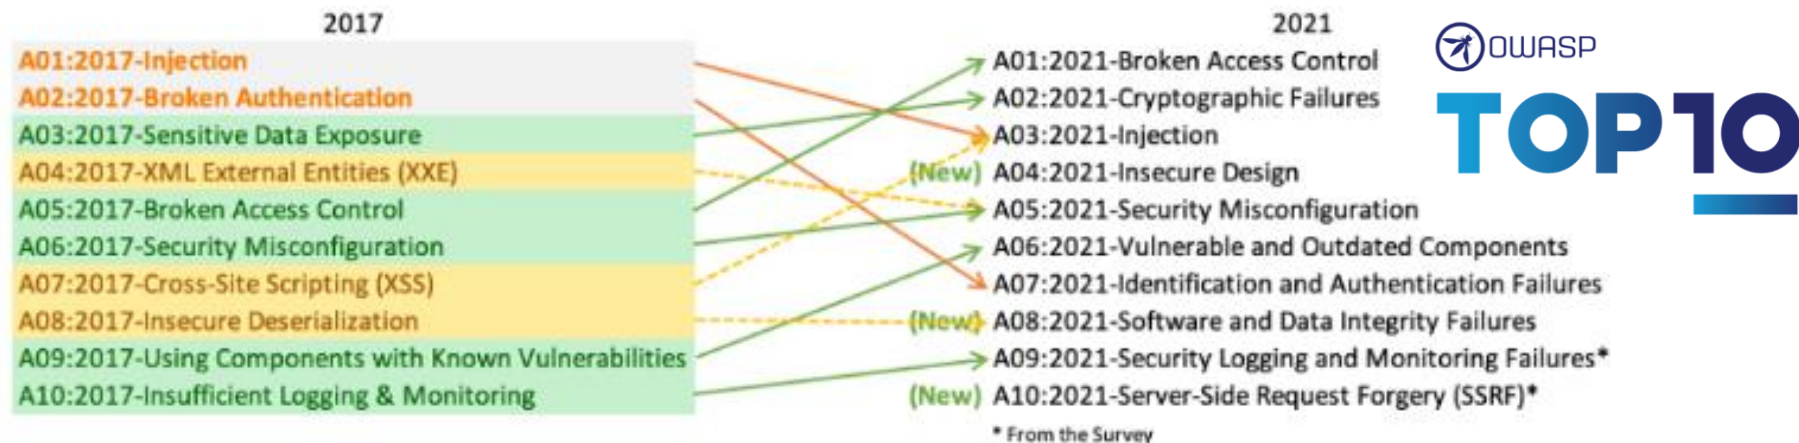 2017
A01:2017-Injection
A02:2017-Broken Authentication
A03:2017-Sensitive Data Exposure
A04:2017-XML External Entities (XXE)
A05:2017-Broken Access Control
A06:2017-Security Misconfiguration
A07:2017-Cross-Site Scripting (XSS)
A08:2017-Insecure Deserialization
A09:2017-Using Components with Known Vulnerabilities
A10:2017-Insufficient Logging & Monitoring
2021
A01:2021-Broken Access Control
A02:2021-Cryptographic Failures
A03:2021-Injection
(New) A04:2021-Insecure Design
A05:2021-Security Misconfiguration
A06:2021-Vulnerable and Outdated Components
A07:2021-Identification and Authentication Failures
(New) A08:2021-Software and Data Integrity Failures
A09:2021-Security Logging and Monitoring Failures*
(New) A10:2021-Server-Side Request Forgery (SSRF)*
* From the Survey
OWASP
TOP10